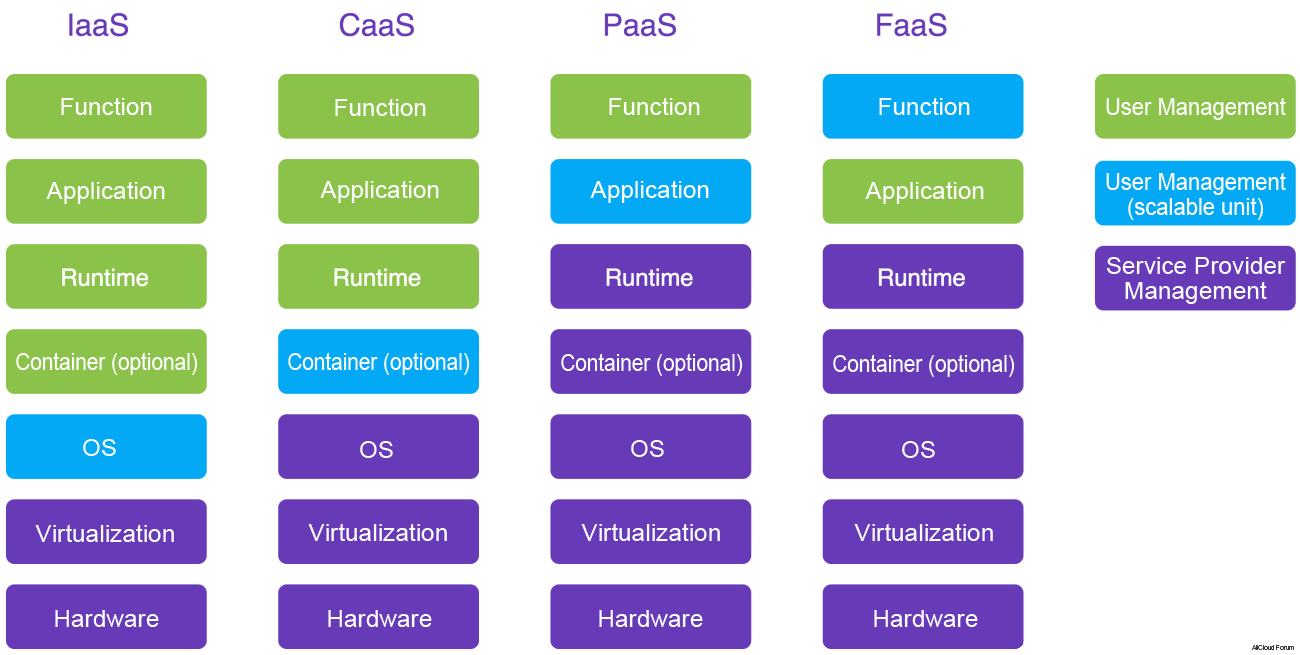 IaaS CaaS PaaS FaaS
Function Function Function Function User Management
Application Application Application Application User Management
(scalable unit)
Runtime Runtime Runtime Runtime Service Provider
Management
Container (optional) Container (optional) Container (optional) Container (optional)
OS OS OS OS
Virtualization Virtualization Virtualization Virtualization
Hardware Hardware Hardware Hardware
AllCloud Forum